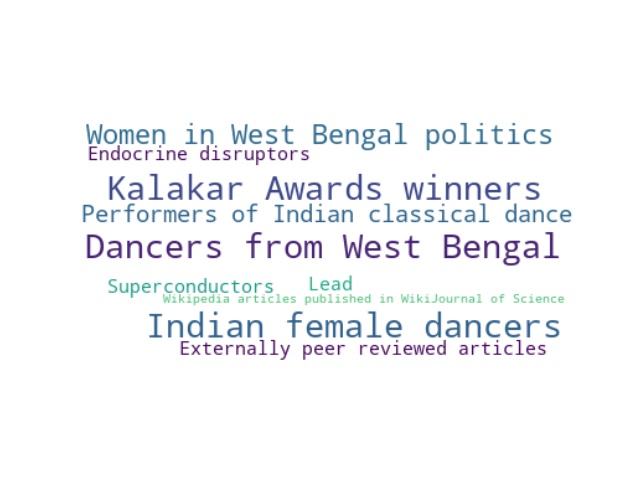 Women in West Bengal politics
Endocrine disruptors
Kalakar Awards winners
Performers of Indian classical dance
Dancers from West Bengal
Superconductors
Lead
Wikipedia articles published in WikiJournal of Science
Indian female dancers
Externally peer reviewed articles